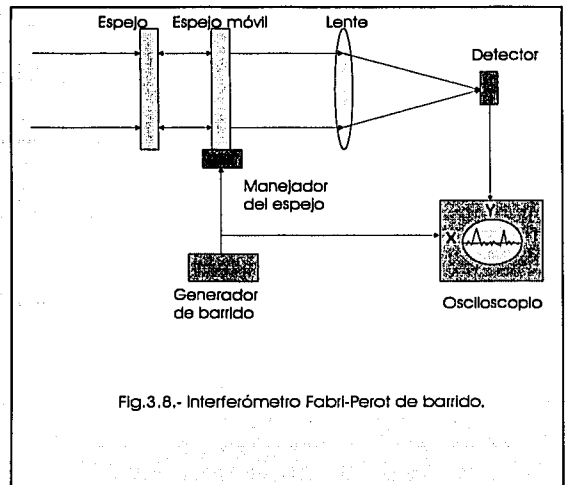 Espejo Espejo móvil Lente
Detector
Manejador
del espejo
Y
X
Generador
de barrido
Osciloscopio
Fig.3.8.- Interferómetro Fabri-Perot de barrido.